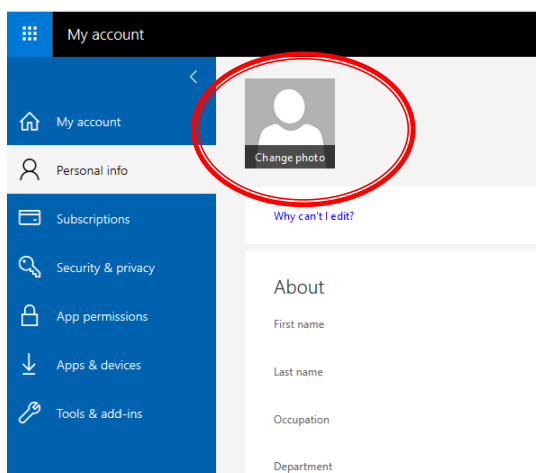 My account
My account
Personal info
Subscriptions
Security & privacy
App permissions
Apps & devices
Tools & add-ins
Change photo
Why can't I edit?
About
First name
Last name
Occupation
Department